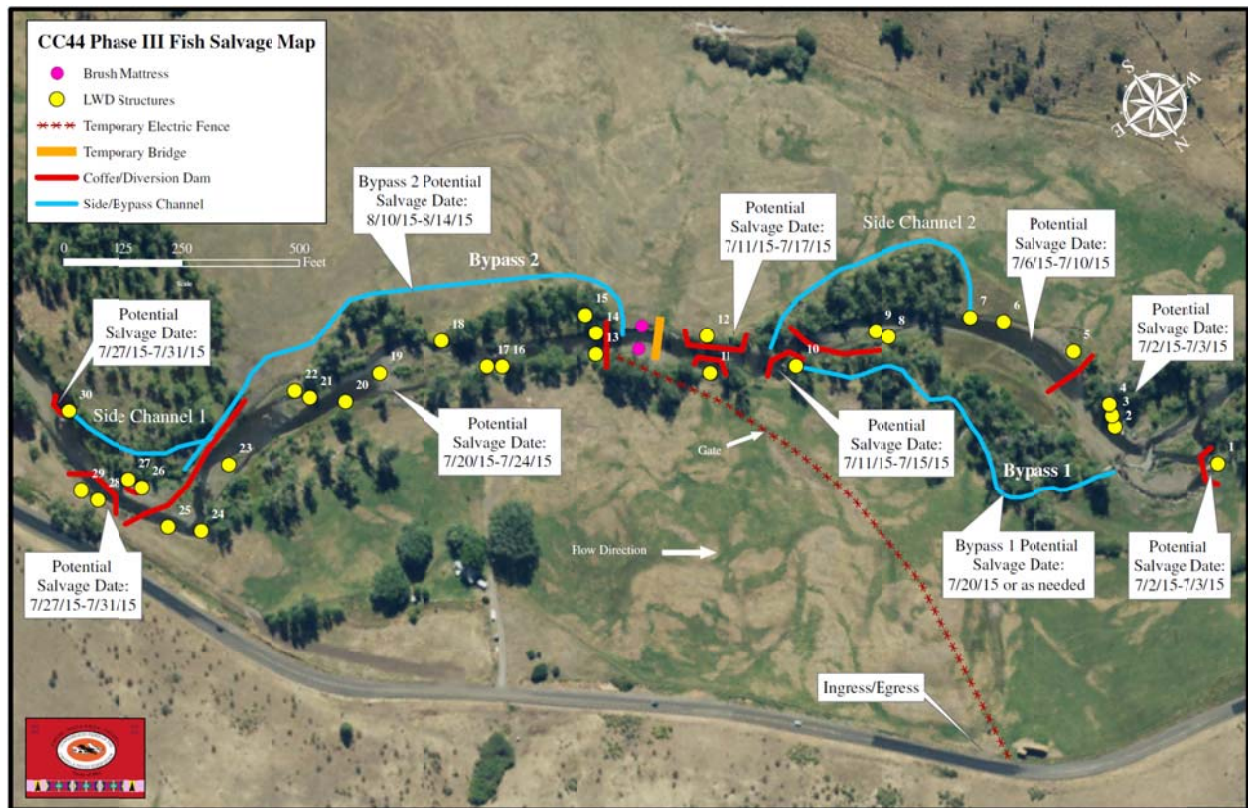 CC44 Phase III Fish Salvage Map
Brush Mattress
LWD Structures
Temporary Electric Fence
Temporary Bridge
Coffer/Diversion Dam
Side/Bypass Channel
0 125 250 500
Feet
Scale
S
W
E
N
Bypass 2 Potential
Salvage Date:
8/10/15-8/14/15
Bypass 2
Potential
Salvage Date:
7/11/15-7/17/15
Side Channel 2
Potential
Salvage Date:
7/6/15-7/10/15
Potential
Salvage Date:
7/2/15-7/3/15
Potential
Salvage Date:
7/27/15-7/31/15
Side Channel 1
30
29
28
27
26
25
24
23
22
21
20
19
18
17
16
15
14
13
12
11
10
9
8
7
6
5
4
3
2
1
Potential
Salvage Date:
7/20/15-7/24/15
Gate
Potential
Salvage Date:
7/11/15-7/15/15
Bypass 1
Flow Direction
Bypass 1 Potential
Salvage Date:
7/20/15 or as needed
Potential
Salvage Date:
7/2/15-7/3/15
Potential
Salvage Date:
7/27/15-7/31/15
Ingress/Egress